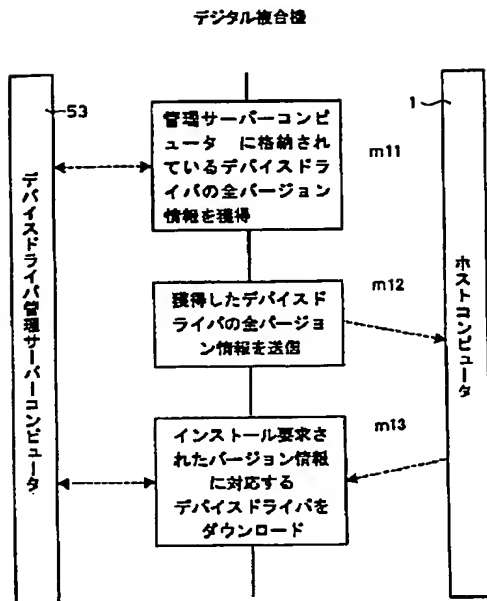 デジタル複合機
53
1
管理サーバーコンピ
ュータ に格納され
ているデバイスドラ
イバの全バージョン
情報を獲得
m11
獲得したデバイスド
ライバの全バージョ
ン情報を送信
m12
インストール要求さ
れたバージョン情報
に対応する
デバイスドライバを
ダウンロード
m13
デバイスドライバ管理サーバーコンピュータ
ホストコンピュータ